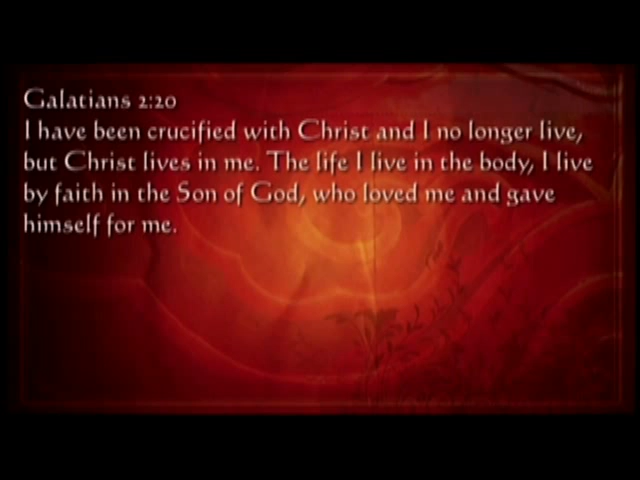 Galatians 2:20
I have been crucified with Christ and I no longer live,
but Christ lives in me. The life I live in the body, I live
by faith in the Son of God, who loved me and gave
himself for me.